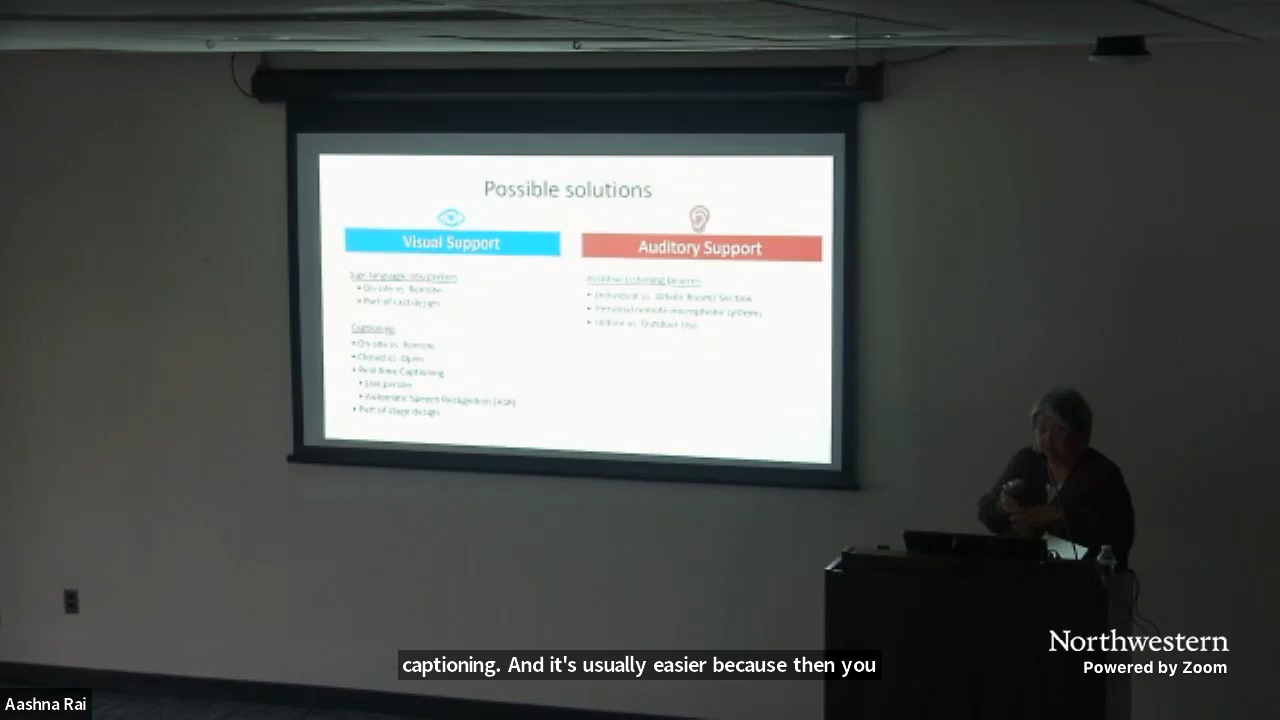 Possible solutions
Visual Support
Sign language interpreters
• On-site vs. Remote
• Part of cast design
Captioning
• On-site vs. Remote
• Closed vs. Open
• Real-time Captioning
• Live person
• Automatic Speech Recognition (ASR)
• Part of stage design
Auditory Support
Assistive Listening Devices
• Individual vs. Whole Room/ Section
• Personal remote microphone systems
• Indoor vs. Outdoor Use
captioning. And it's usually easier because then you
Northwestern
Powered by Zoom
Aashna Rai